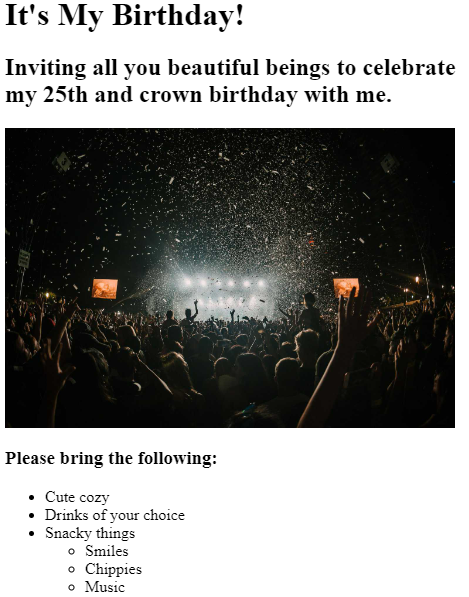 It's My Birthday!
Inviting all you beautiful beings to celebrate
my 25th and crown birthday with me.
Please bring the following:
Cute cozy
Drinks of your choice
Snacky things
Smiles
Chippies
Music